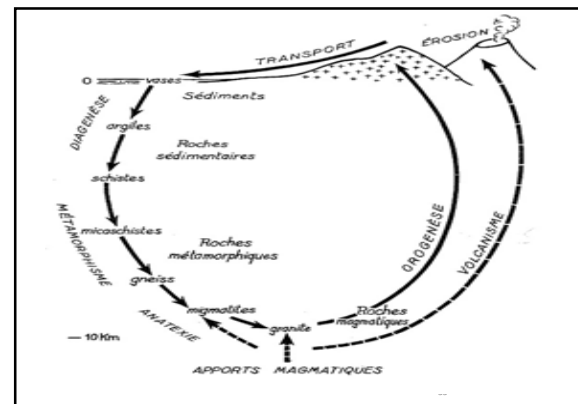 ÉROSION
TRANSPORT
O vases
Sédiments
DIAGENÈSE
argiles
Roches
sédimentaires
schistes
MÉTAMORPHISME
micaschistes
Roches
métamorphiques
gneiss
OROGENÈSE
VOLCANISME
migmatites
ANATEXIE
granite
Roches
magmatiques
— 10 Km
APPORTS MAGMATIQUES